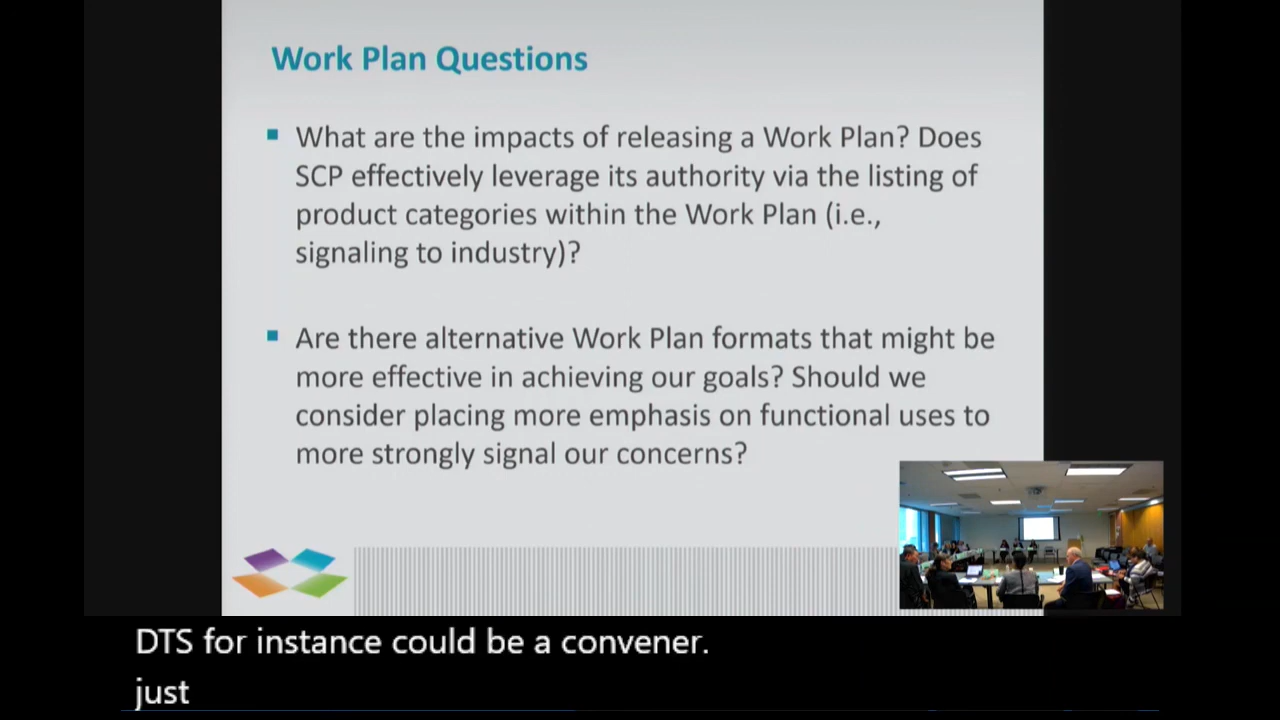 Work Plan Questions
What are the impacts of releasing a Work Plan? Does
SCP effectively leverage its authority via the listing of
product categories within the Work Plan (i.e.,
signaling to industry)?
Are there alternative Work Plan formats that might be
more effective in achieving our goals? Should we
consider placing more emphasis on functional uses to
more strongly signal our concerns?
DTS for instance could be a convener.
just